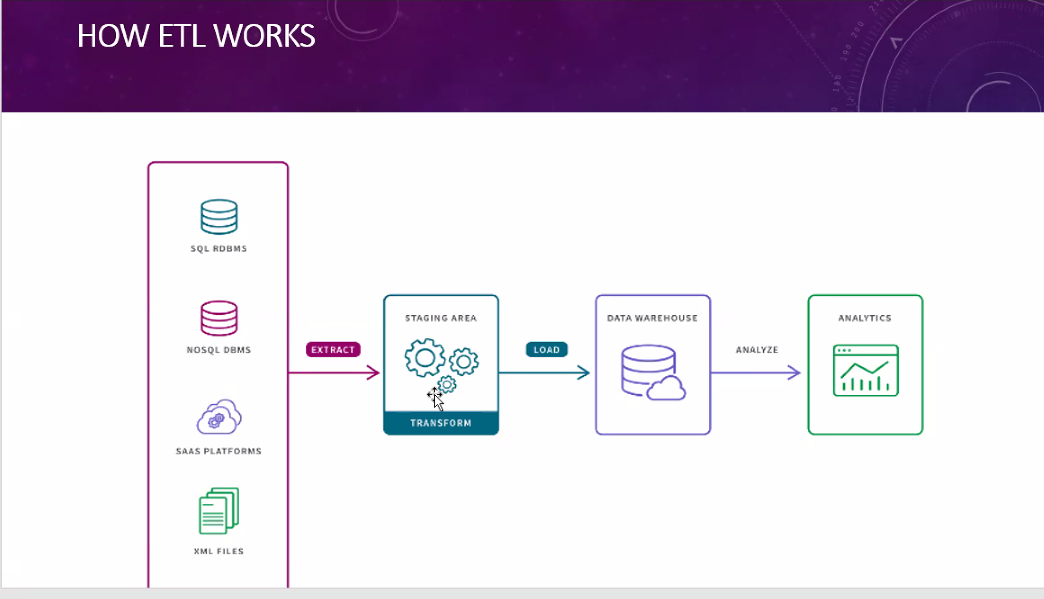 HOW ETL WORKS
SQL RDBMS
NOSQL DBMS
SAAS PLATFORMS
XML FILES
EXTRACT
STAGING AREA
TRANSFORM
LOAD
DATA WAREHOUSE
ANALYZE
ANALYTICS